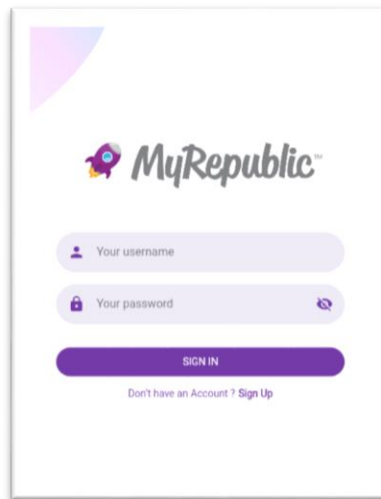 MyRepublic™
Your username
Your password
SIGN IN
Don't have an Account ? Sign Up